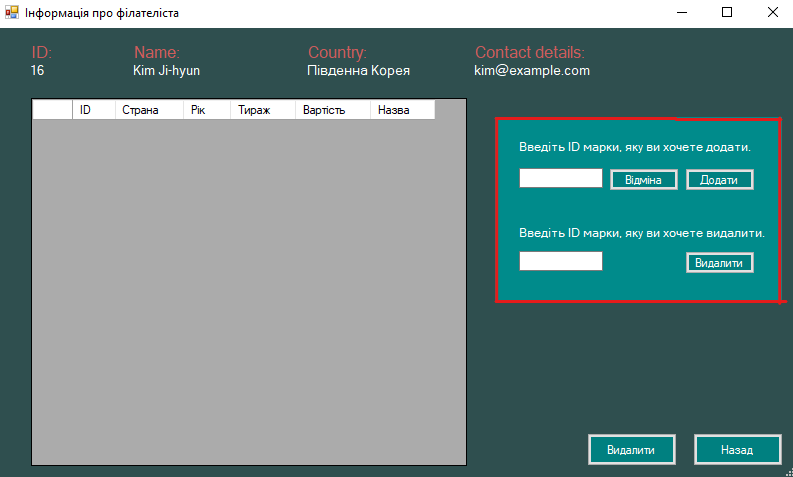 Інформація про філателіста
ID: Name: Country: Contact details:
16 Kim Ji-hyun Південна Корея kim@example.com
ID Страна Рік Тираж Вартість Назва
Введіть ID марки, яку ви хочете додати.
Відміна Додати
Введіть ID марки, яку ви хочете видалити.
Видалити
Видалити Назад